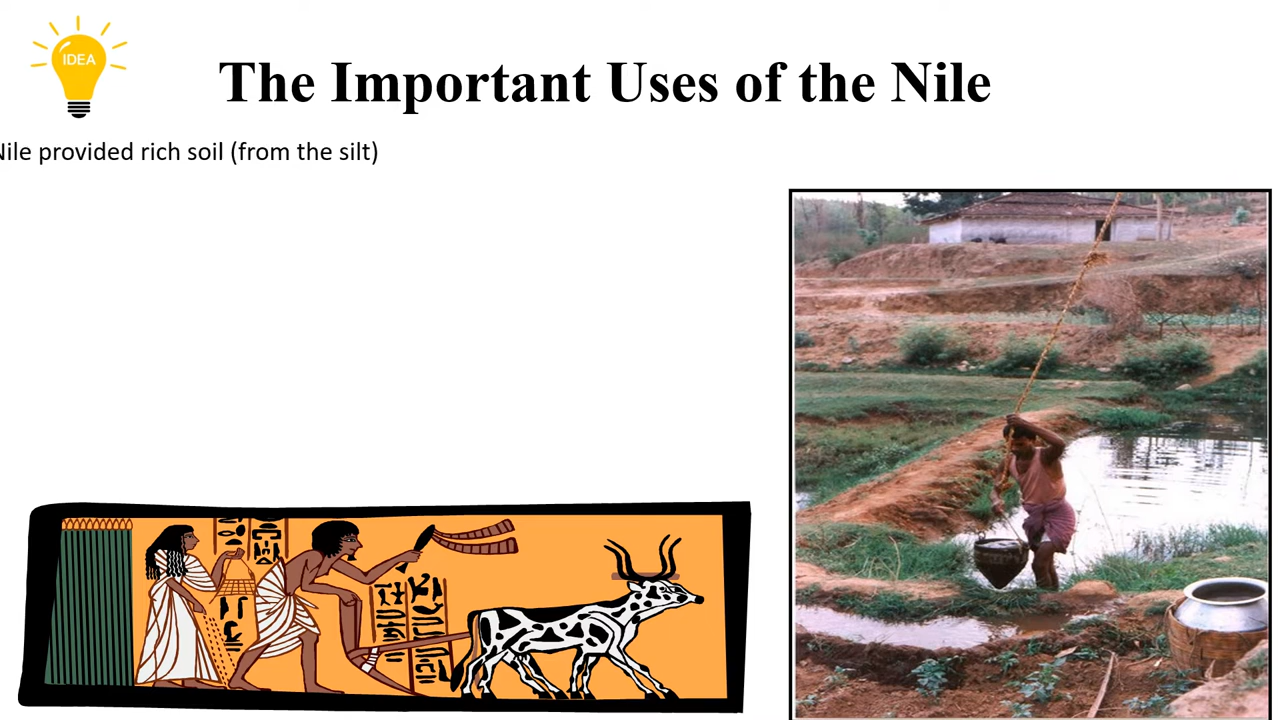 IDEA
The Important Uses of the Nile
Nile provided rich soil (from the silt)